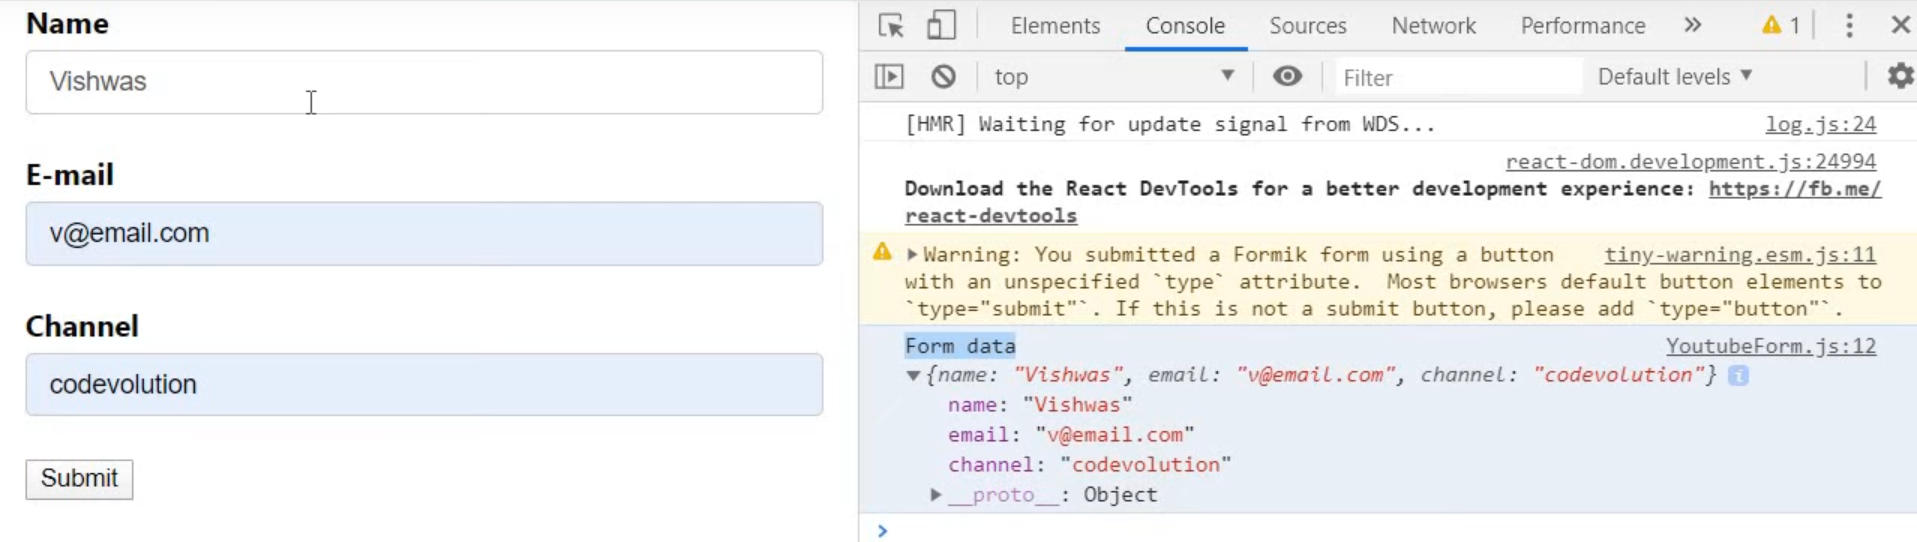 Name
Vishwas
E-mail
v@email.com
Channel
codevolution
Submit
Elements Console Sources Network Performance » 1
top Filter Default levels
[HMR] Waiting for update signal from WDS... log.js:24
react-dom.development.js:24994
Download the React DevTools for a better development experience: https://fb.me/
react-devtools
Warning: You submitted a Formik form using a button tiny-warning.esm.js:11
with an unspecified `type` attribute. Most browsers default button elements to
`type="submit"`. If this is not a submit button, please add `type="button"`.
Form data YoutubeForm.js:12
{name: "Vishwas", email: "v@email.com", channel: "codevolution"} i
name: "Vishwas"
email: "v@email.com"
channel: "codevolution"
__proto__: Object
>